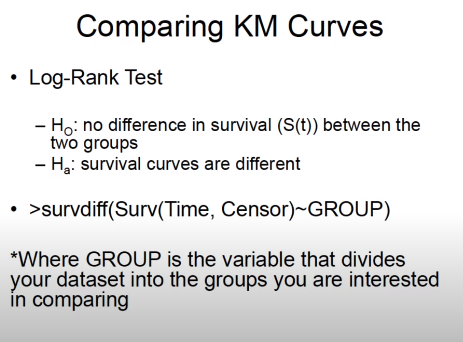 Comparing KM Curves
• Log-Rank Test
– H₀: no difference in survival (S(t)) between the
two groups
– Hₐ: survival curves are different
• >survdiff(Surv(Time, Censor)~GROUP)
*Where GROUP is the variable that divides
your dataset into the groups you are interested
in comparing